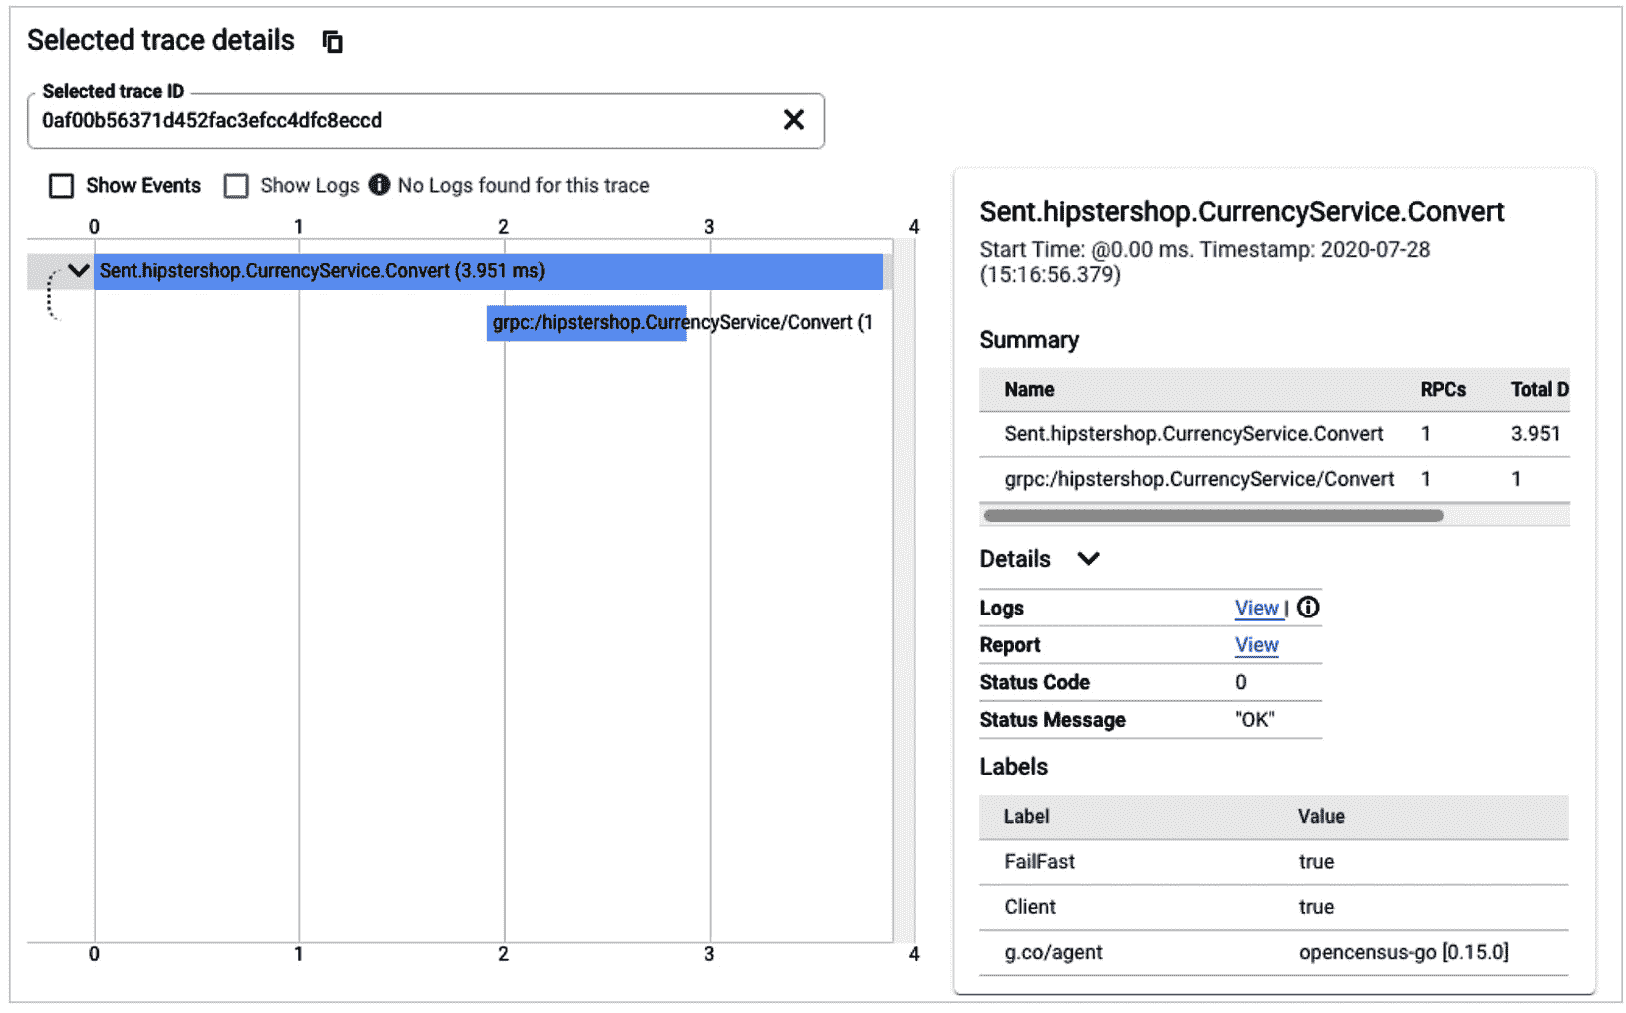 Selected trace details
Selected trace ID
0af00b56371d452fac3efcc4dfc8eccd
Show Events Show Logs No Logs found for this trace
0 1 2 3 4
Sent.hipstershop.CurrencyService.Convert (3.951 ms)
grpc:/hipstershop.CurrencyService/Convert (1
0 1 2 3 4
Sent.hipstershop.CurrencyService.Convert
Start Time: @0.00 ms. Timestamp: 2020-07-28
(15:16:56.379)
Summary
Name RPCs Total D
Sent.hipstershop.CurrencyService.Convert 1 3.951
grpc:/hipstershop.CurrencyService/Convert 1 1
Details
Logs View |
Report View
Status Code 0
Status Message "OK"
Labels
Label Value
FailFast true
Client true
g.co/agent opencensus-go [0.15.0]